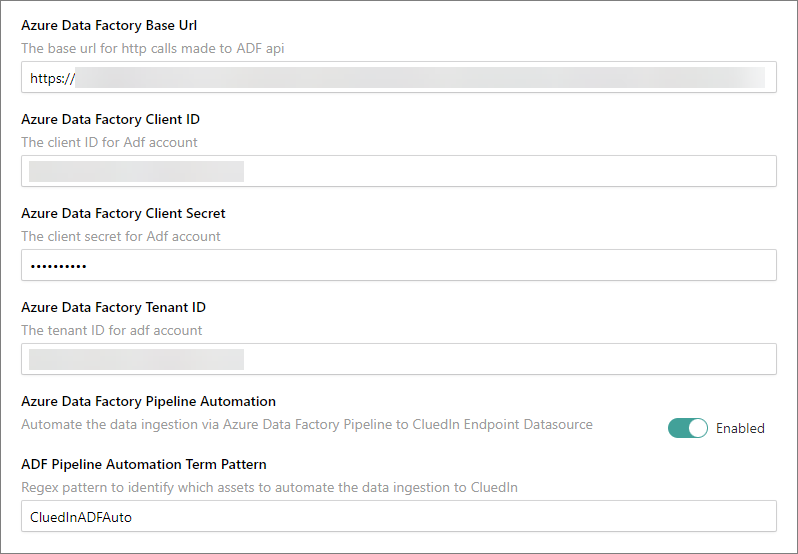 Azure Data Factory Base Url
The base url for http calls made to ADF api
https://
Azure Data Factory Client ID
The client ID for Adf account
Azure Data Factory Client Secret
The client secret for Adf account
••••••••••
Azure Data Factory Tenant ID
The tenant ID for adf account
Azure Data Factory Pipeline Automation
Automate the data ingestion via Azure Data Factory Pipeline to CluedIn Endpoint Datasource
Enabled
ADF Pipeline Automation Term Pattern
Regex pattern to identify which assets to automate the data ingestion to CluedIn
CluedInADFAuto